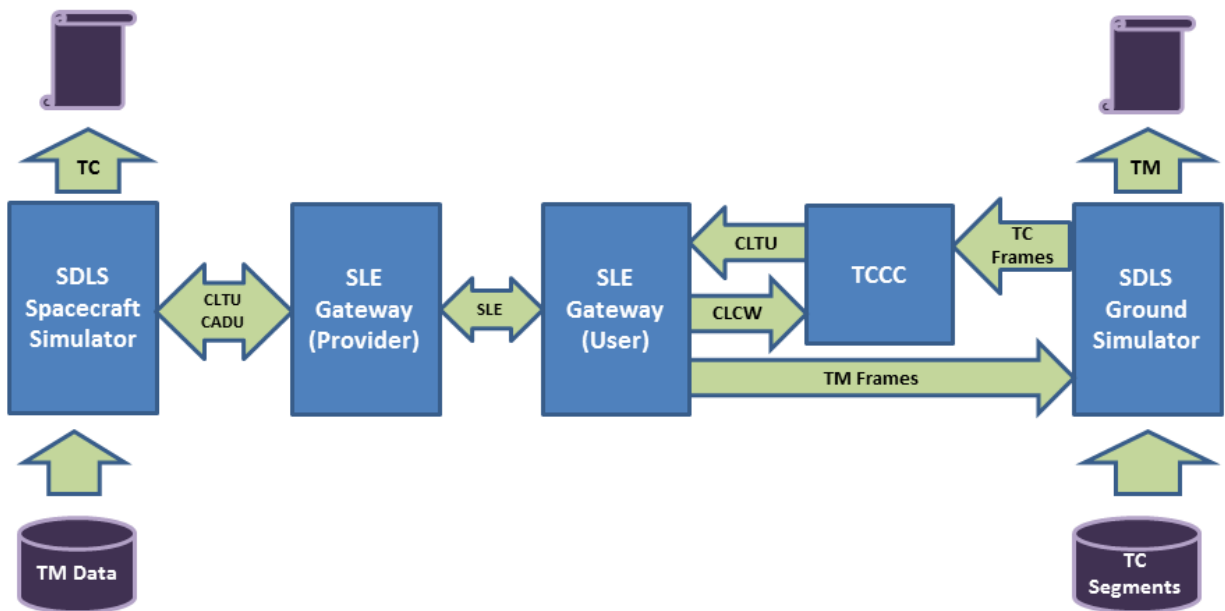 TC
TM
SDLS
Spacecraft
Simulator
CLTU
CADU
SLE
Gateway
(Provider)
SLE
SLE
Gateway
(User)
CLTU
CLCW
TCCC
TC
Frames
SDLS
Ground
Simulator
TM Frames
TM Data
TC
Segments